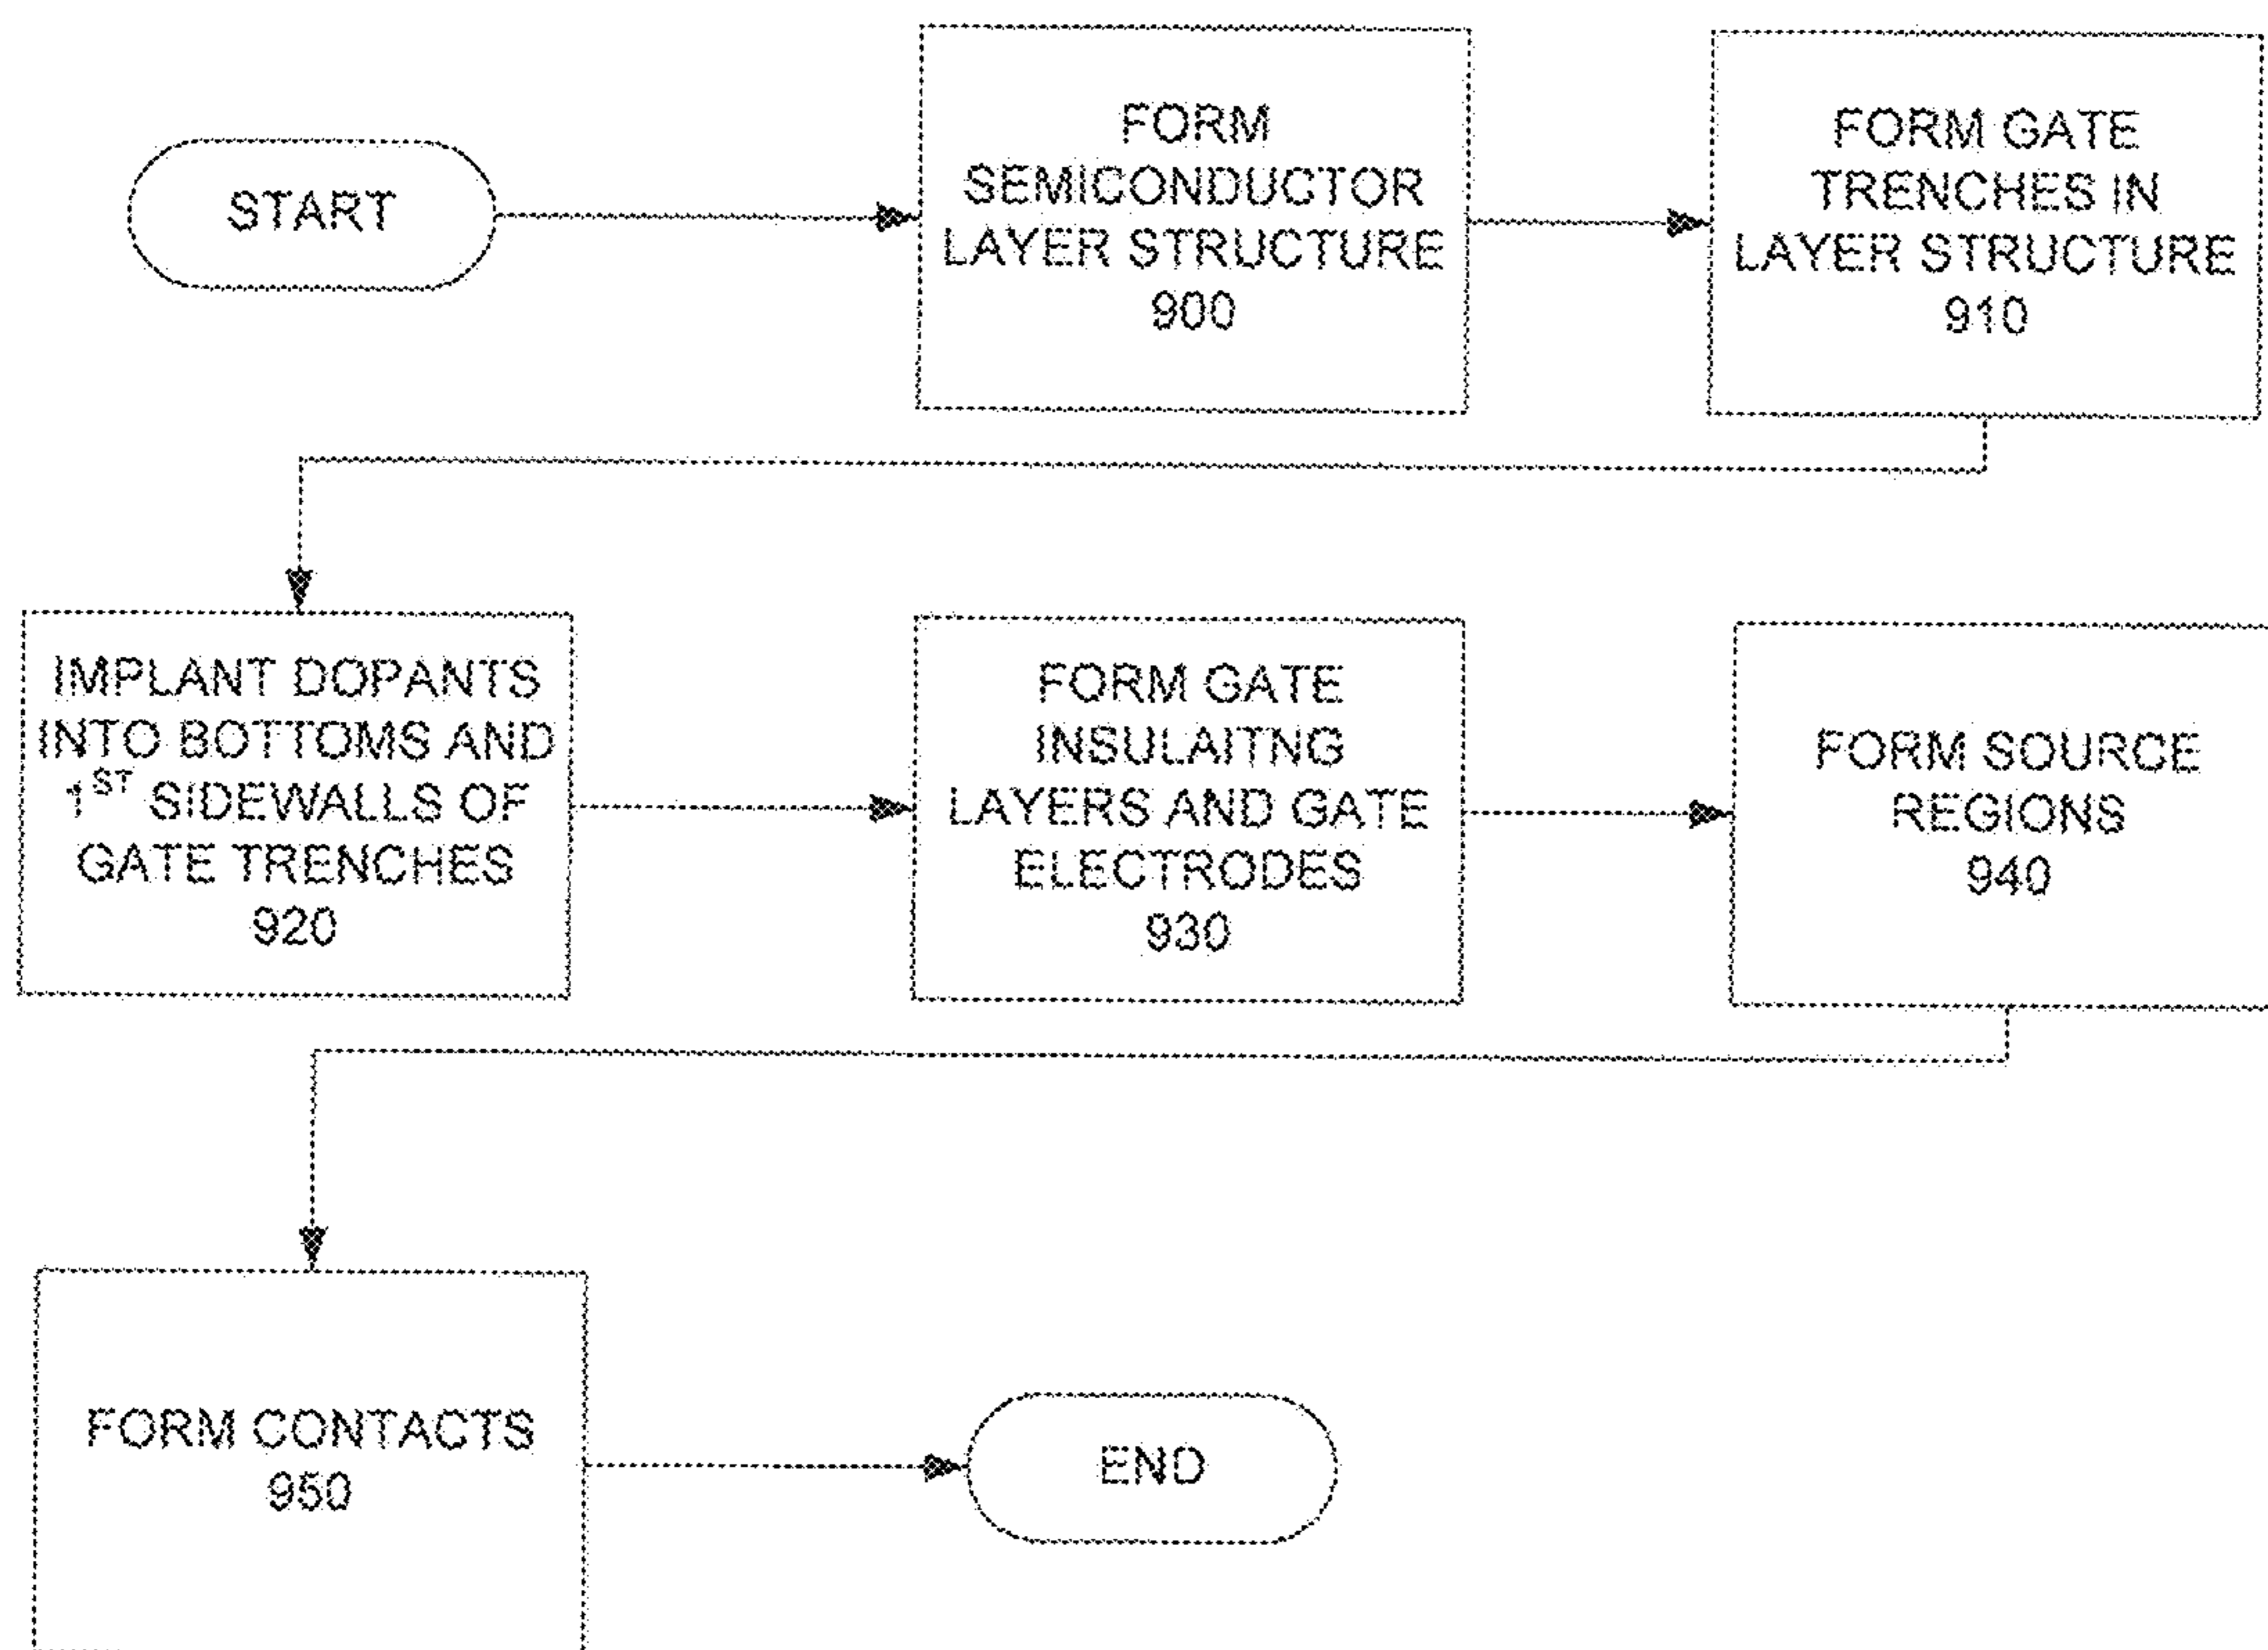 START
FORM
SEMICONDUCTOR
LAYER STRUCTURE
900
FORM GATE
TRENCHES IN
LAYER STRUCTURE
910
IMPLANT DOPANTS
INTO BOTTOMS AND
1ST SIDEWALLS OF
GATE TRENCHES
920
FORM GATE
INSULAITNG
LAYERS AND GATE
ELECTRODES
930
FORM SOURCE
REGIONS
940
FORM CONTACTS
950
END